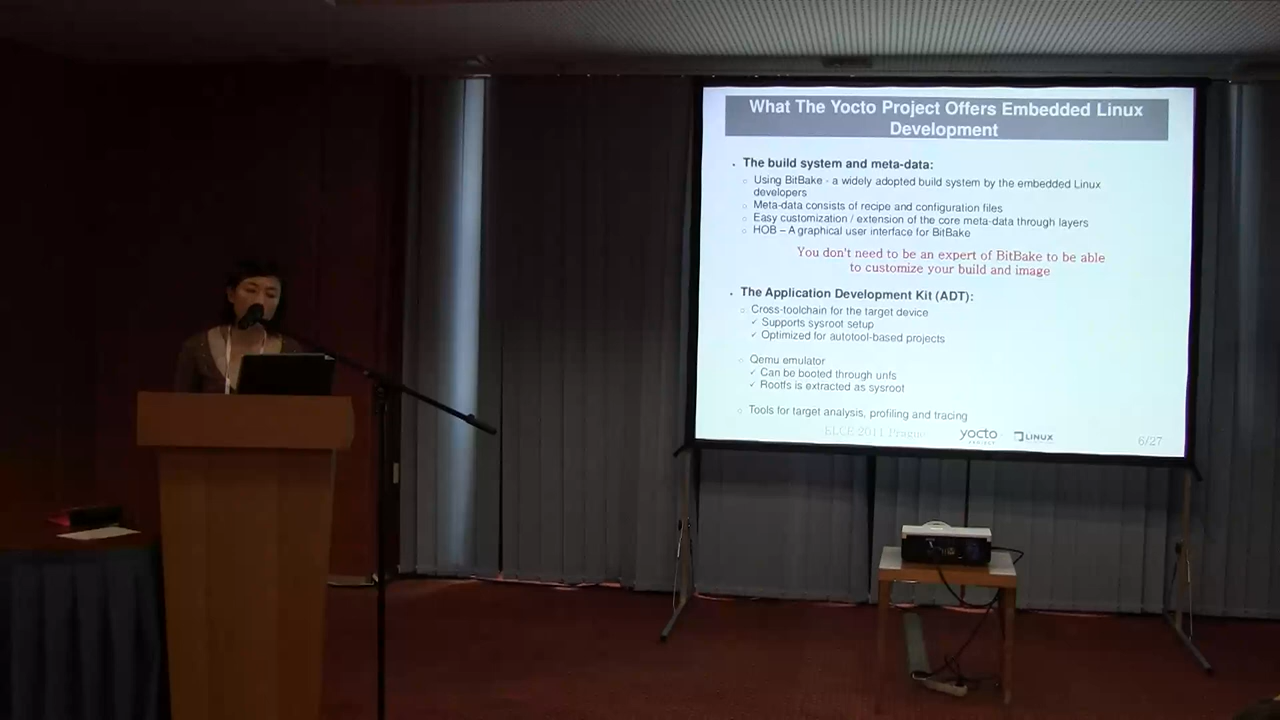 What The Yocto Project Offers Embedded Linux
Development
The build system and meta-data:
Using BitBake - a widely adopted build system by the embedded Linux
developers
Meta-data consists of recipe and configuration files
Easy customization / extension of the core meta-data through layers
HOB – A graphical user interface for BitBake
You don't need to be an expert of BitBake to be able
to customize your build and image
The Application Development Kit (ADT):
Cross-toolchain for the target device
✓ Supports sysroot setup
✓ Optimized for autotool-based projects
Qemu emulator
✓ Can be booted through unfs
✓ Rootfs is extracted as sysroot
Tools for target analysis, profiling and tracing
ELCE 2011 Prague
yocto
PROJECT
LINUX
6/27